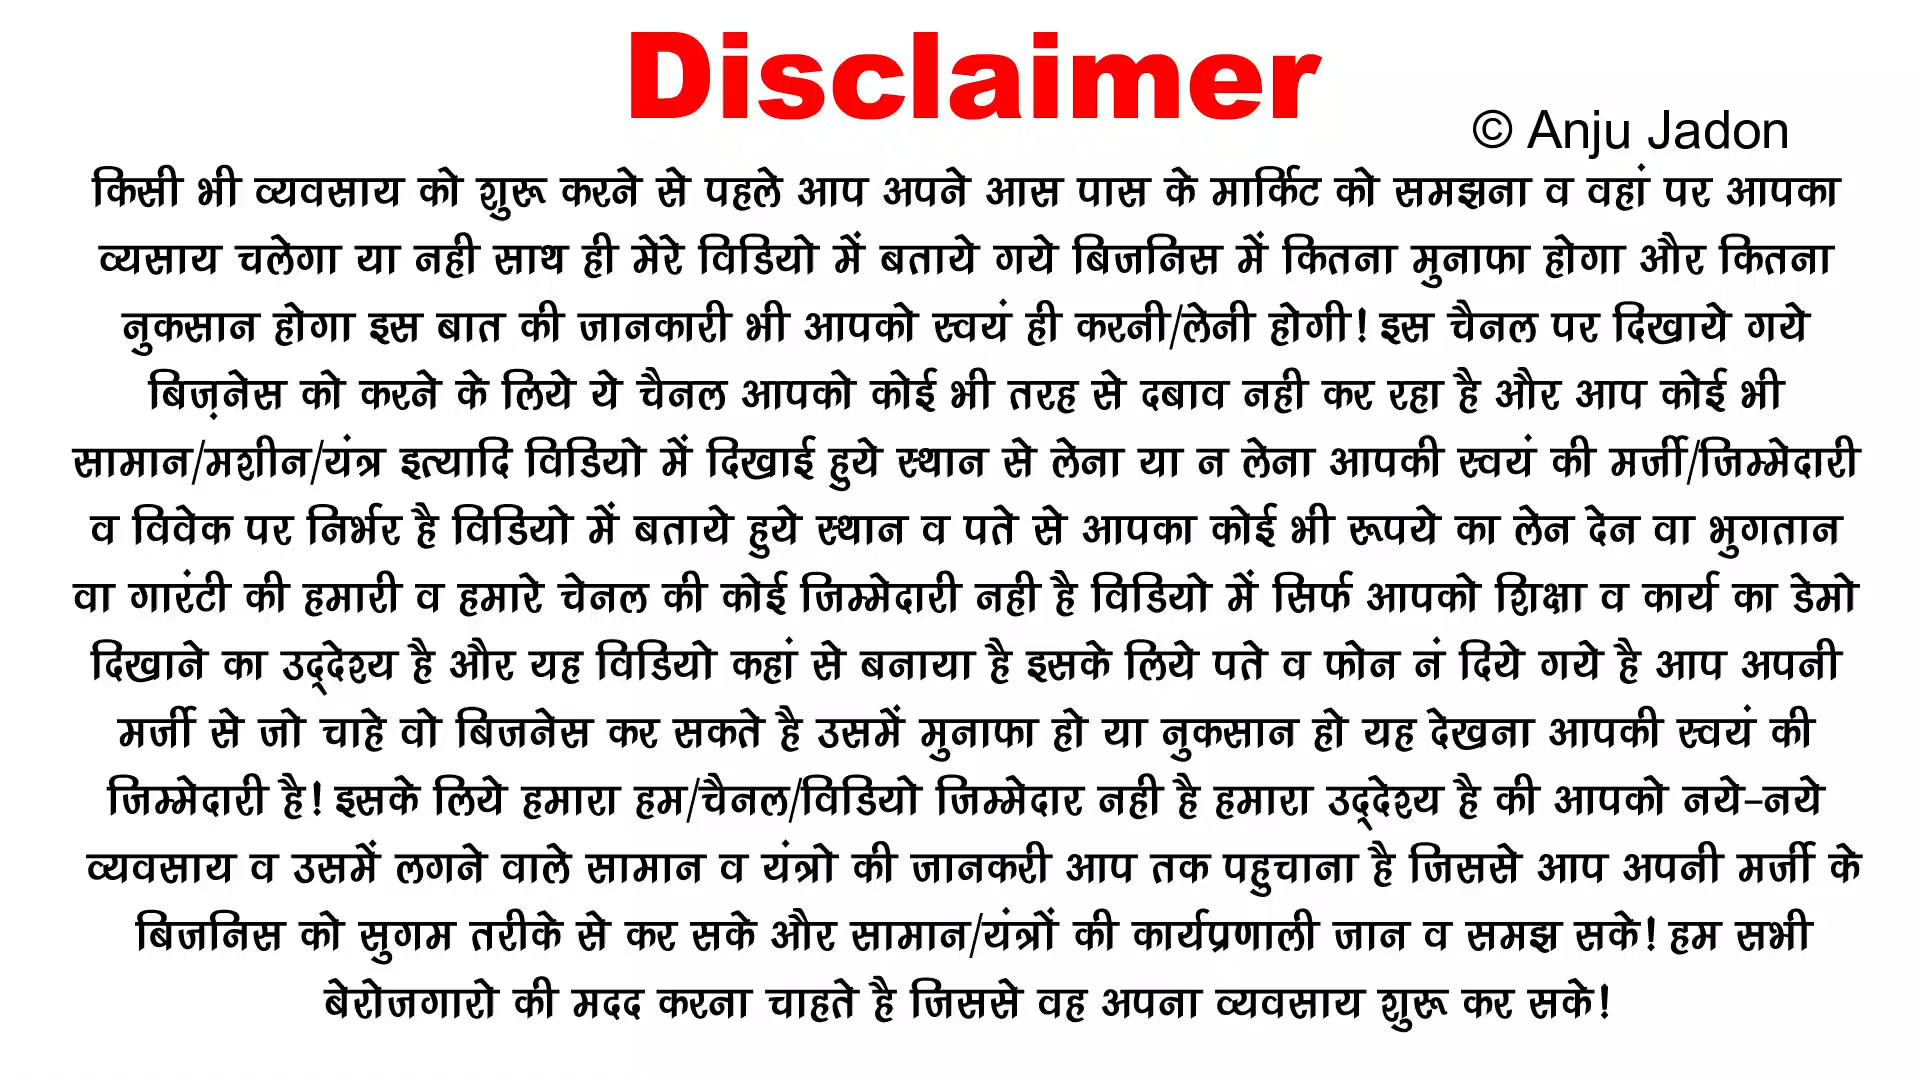 Disclaimer
© Anju Jadon
किसी भी व्यवसाय को शुरू करने से पहले आप अपने आस पास के मार्किट को समझना व वहां पर आपका
व्यसाय चलेगा या नही साथ ही मेरे विडियो में बताये गये बिजनिस में कितना मुनाफा होगा और कितना
नुकसान होगा इस बात की जानकारी भी आपको स्वयं ही करनी/लेनी होगी! इस चैनल पर दिखाये गये
बिज़नेस को करने के लिये ये चैनल आपको कोई भी तरह से दबाव नही कर रहा है और आप कोई भी
सामान/मशीन/यंत्र इत्यादि विडियो में दिखाई हुये स्थान से लेना या न लेना आपकी स्वयं की मर्जी/जिम्मेदारी
व विवेक पर निर्भर है विडियो में बताये हुये स्थान व पते से आपका कोई भी रूपये का लेन देन वा भुगतान
वा गारंटी की हमारी व हमारे चेनल की कोई जिम्मेदारी नही है विडियो में सिर्फ आपको शिक्षा व कार्य का डेमो
दिखाने का उद्देश्य है और यह विडियो कहां से बनाया है इसके लिये पते व फोन नं दिये गये है आप अपनी
मर्जी से जो चाहे वो बिजनेस कर सकते है उसमें मुनाफा हो या नुकसान हो यह देखना आपकी स्वयं की
जिम्मेदारी है! इसके लिये हमारा हम/चैनल/विडियो जिम्मेदार नही है हमारा उद्देश्य है की आपको नये-नये
व्यवसाय व उसमें लगने वाले सामान व यंत्रो की जानकरी आप तक पहुचाना है जिससे आप अपनी मर्जी के
बिजनिस को सुगम तरीके से कर सके और सामान/यंत्रों की कार्यप्रणाली जान व समझ सके! हम सभी
बेरोजगारो की मदद करना चाहते है जिससे वह अपना व्यवसाय शुरू कर सके!